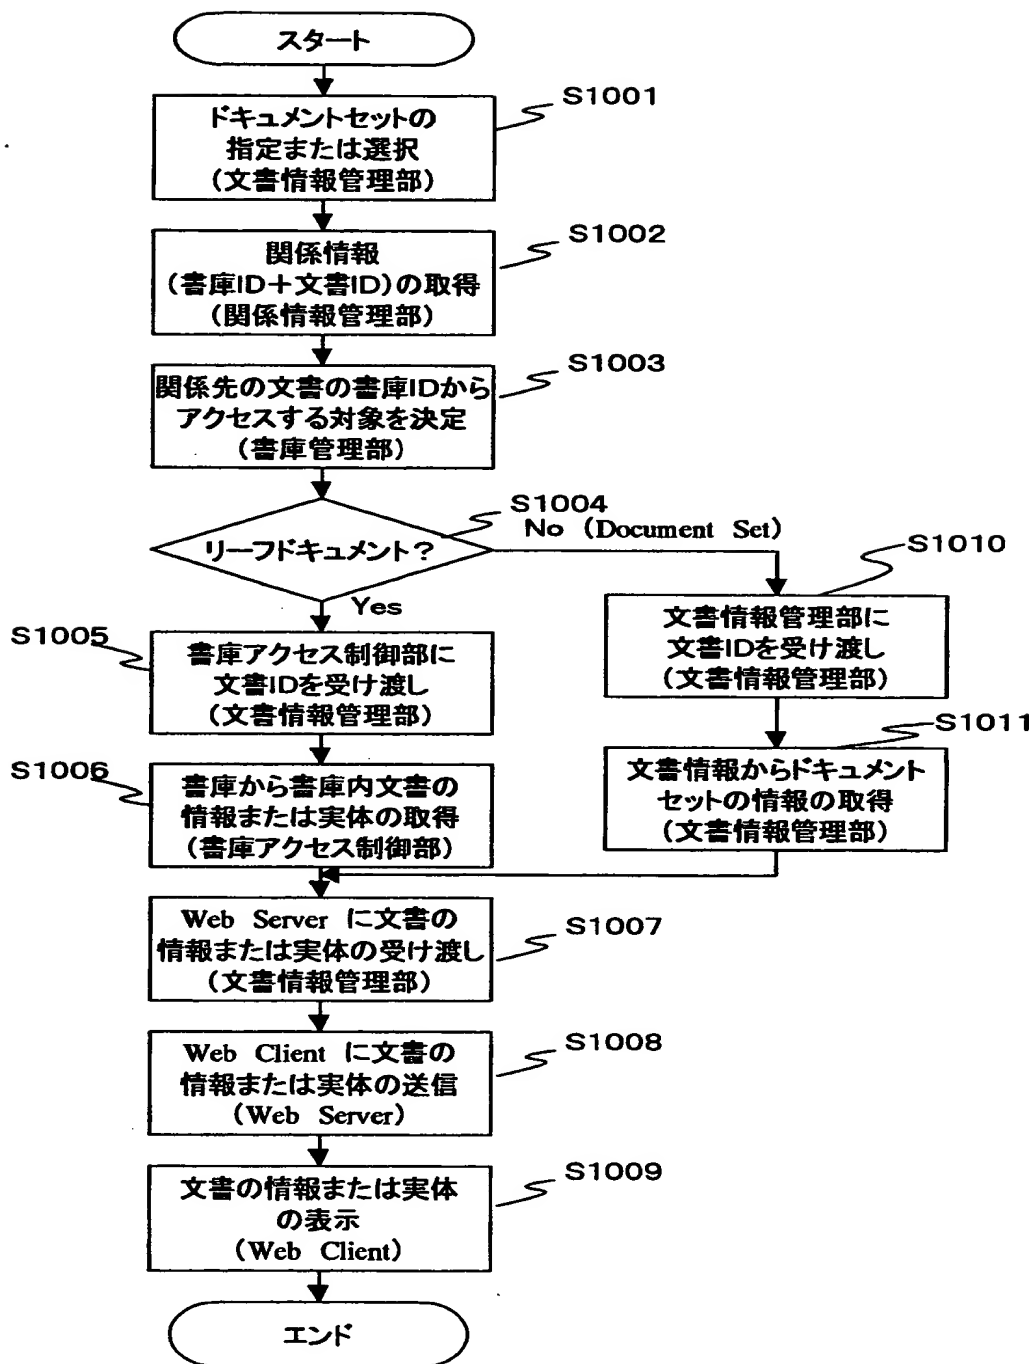 スタート
S1001
ドキュメントセットの
指定または選択
(文書情報管理部)
S1002
関係情報
(書庫ID+文書ID)の取得
(関係情報管理部)
S1003
関係先の文書の書庫IDから
アクセスする対象を決定
(書庫管理部)
S1004
リーフドキュメント?
No (Document Set)
Yes
S1005
書庫アクセス制御部に
文書IDを受け渡し
(文書情報管理部)
S1010
文書情報管理部に
文書IDを受け渡し
(文書情報管理部)
S1006
書庫から書庫内文書の
情報または実体の取得
(書庫アクセス制御部)
S1011
文書情報からドキュメント
セットの情報の取得
(文書情報管理部)
S1007
Web Server に文書の
情報または実体の受け渡し
(文書情報管理部)
S1008
Web Client に文書の
情報または実体の送信
(Web Server)
S1009
文書の情報または実体
の表示
(Web Client)
エンド